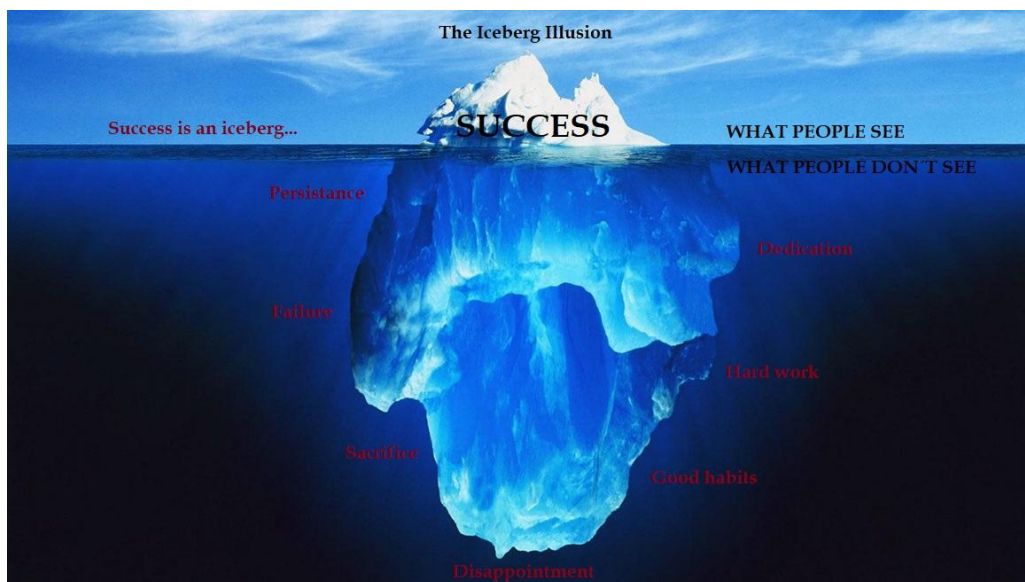 The Iceberg Illusion
Success is an iceberg...
SUCCESS
WHAT PEOPLE SEE
WHAT PEOPLE DON´T SEE
Persistance
Dedication
Failure
Hard work
Sacrifice
Good habits
Disappointment